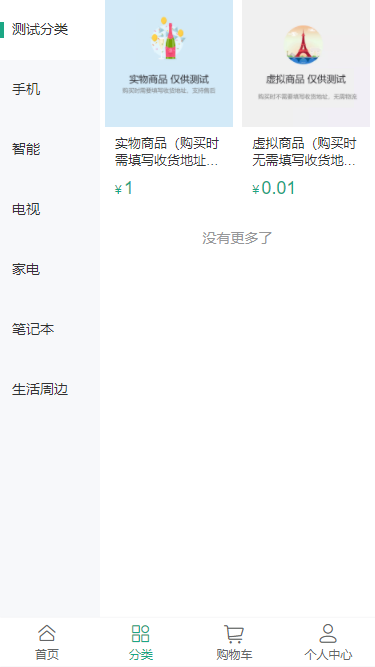 测试分类
手机
智能
电视
家电
笔记本
生活周边
实物商品 仅供测试
购买时需要填写收货地址，支持售后
实物商品（购买时
需填写收货地址...
¥1
虚拟商品 仅供测试
购买时不需要填写收货地址，无需物流
虚拟商品（购买时
无需填写收货地...
¥0.01
没有更多了
首页
分类
购物车
个人中心